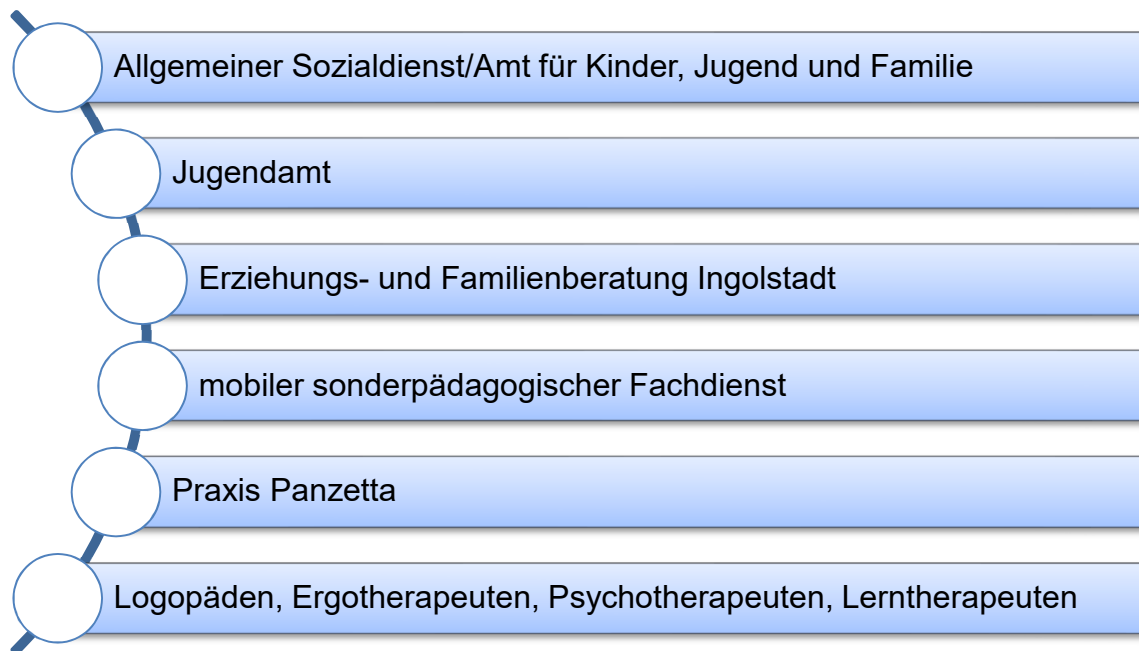 Allgemeiner Sozialdienst/Amt für Kinder, Jugend und Familie
Jugendamt
Erziehungs- und Familienberatung Ingolstadt
mobiler sonderpädagogischer Fachdienst
Praxis Panzetta
Logopäden, Ergotherapeuten, Psychotherapeuten, Lerntherapeuten